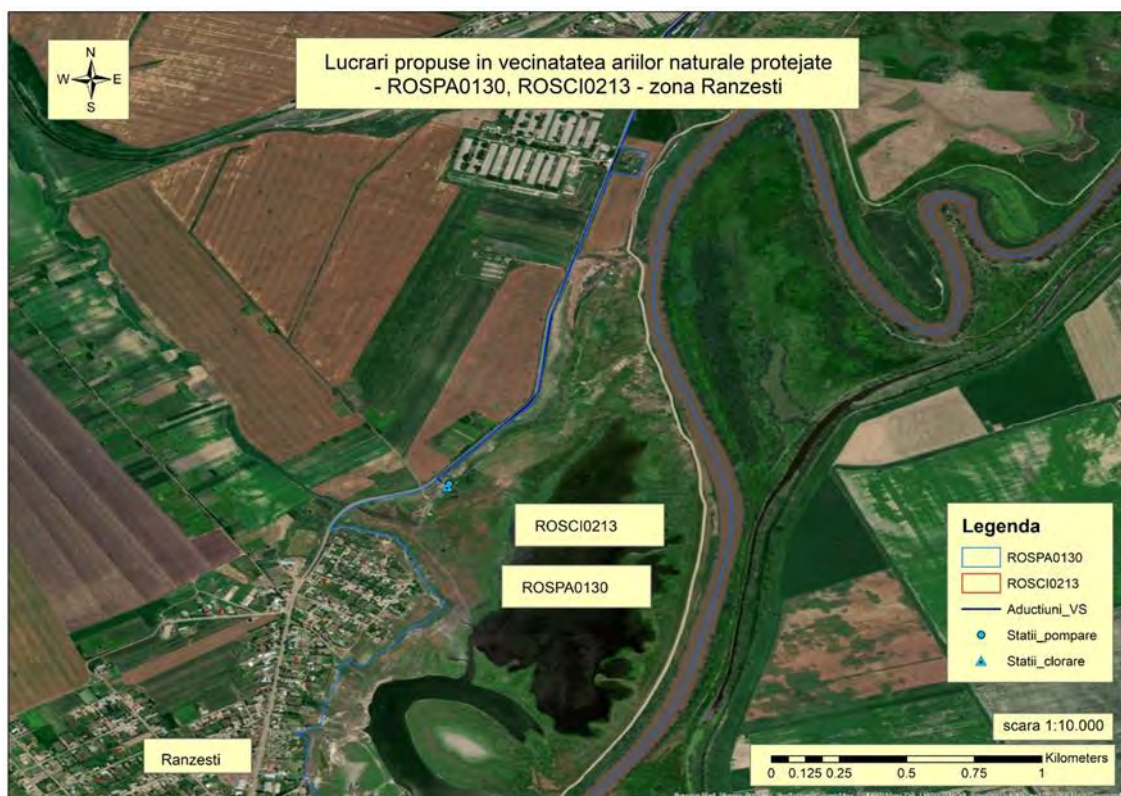 N
W E
S
Lucrari propuse in vecinatatea ariilor naturale protejate
- ROSPA0130, ROSCI0213 - zona Ranzesti
ROSCI0213
ROSPA0130
Ranzesti
Legenda
ROSPA0130
ROSCI0213
Aductiuni_VS
Statii_pompare
Statii_clorare
scara 1:10.000
Kilometers
0 0.125 0.25 0.5 0.75 1